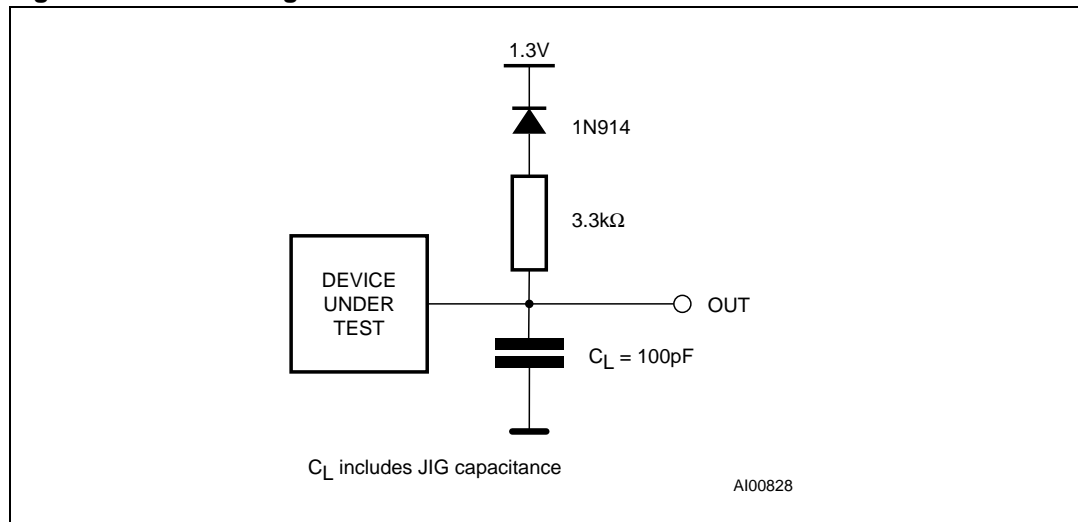 1.3V
1N914
3.3kΩ
DEVICE
UNDER
TEST
OUT
CL = 100pF
CL includes JIG capacitance
AI00828